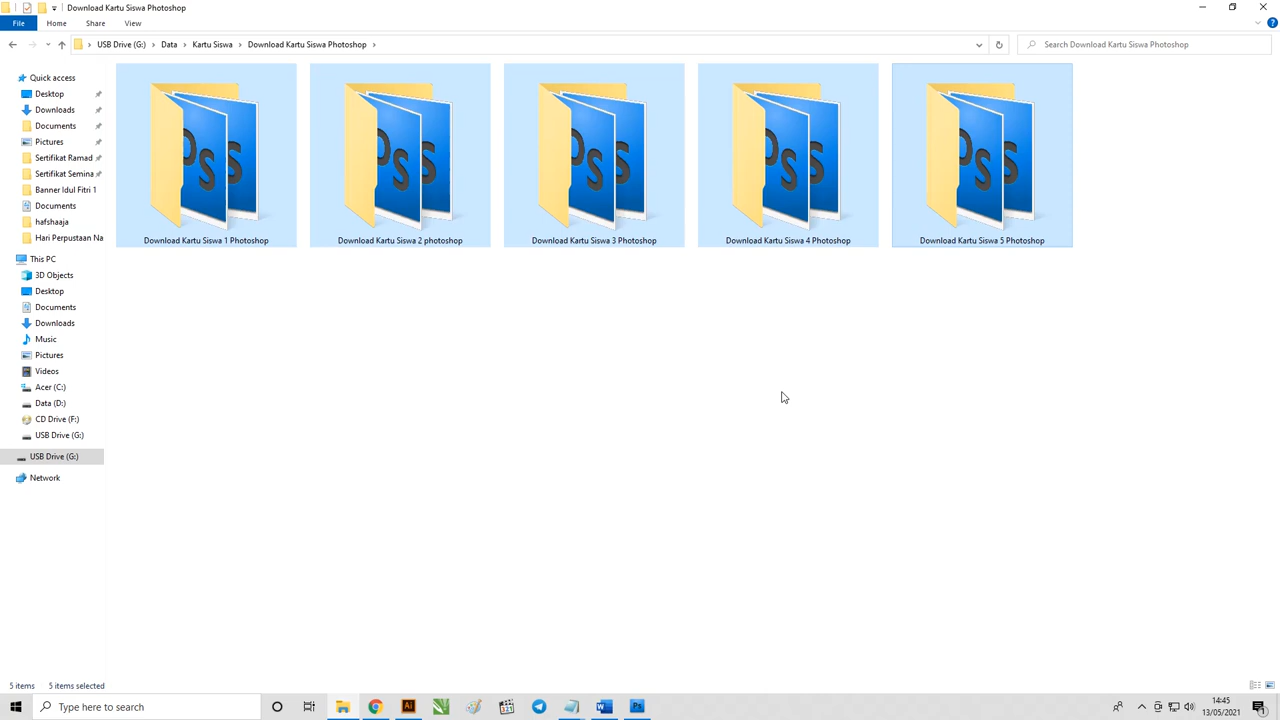 Download Kartu Siswa Photoshop
File Home Share View
USB Drive (G:) Data Kartu Siswa Download Kartu Siswa Photoshop
Search Download Kartu Siswa Photoshop
Quick access
Desktop
Downloads
Documents
Pictures
Sertifikat Ramad
Sertifikat Semina
Banner Idul Fitri 1
Documents
hafshaaja
Hari Perpustaan Na
This PC
3D Objects
Desktop
Documents
Downloads
Music
Pictures
Videos
Acer (C:)
Data (D:)
CD Drive (F:)
USB Drive (G:)
USB Drive (G:)
Network
Download Kartu Siswa 1 Photoshop
Download Kartu Siswa 2 photoshop
Download Kartu Siswa 3 Photoshop
Download Kartu Siswa 4 Photoshop
Download Kartu Siswa 5 Photoshop
5 items 5 items selected
Type here to search
Ai
Ps
14:45
13/05/2021